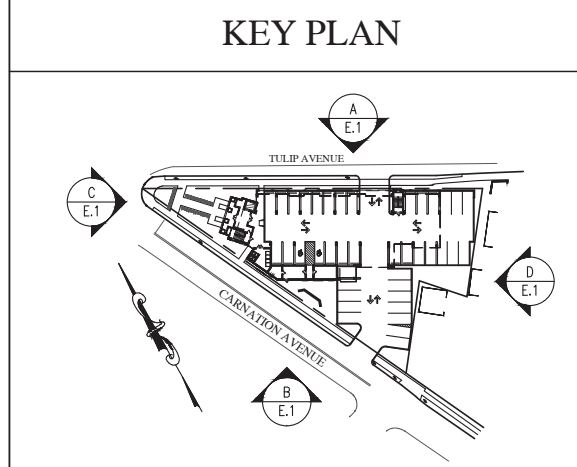 KEY PLAN
A
E.1
TULIP AVENUE
C
E.1
D
E.1
CARNATION AVENUE
B
E.1